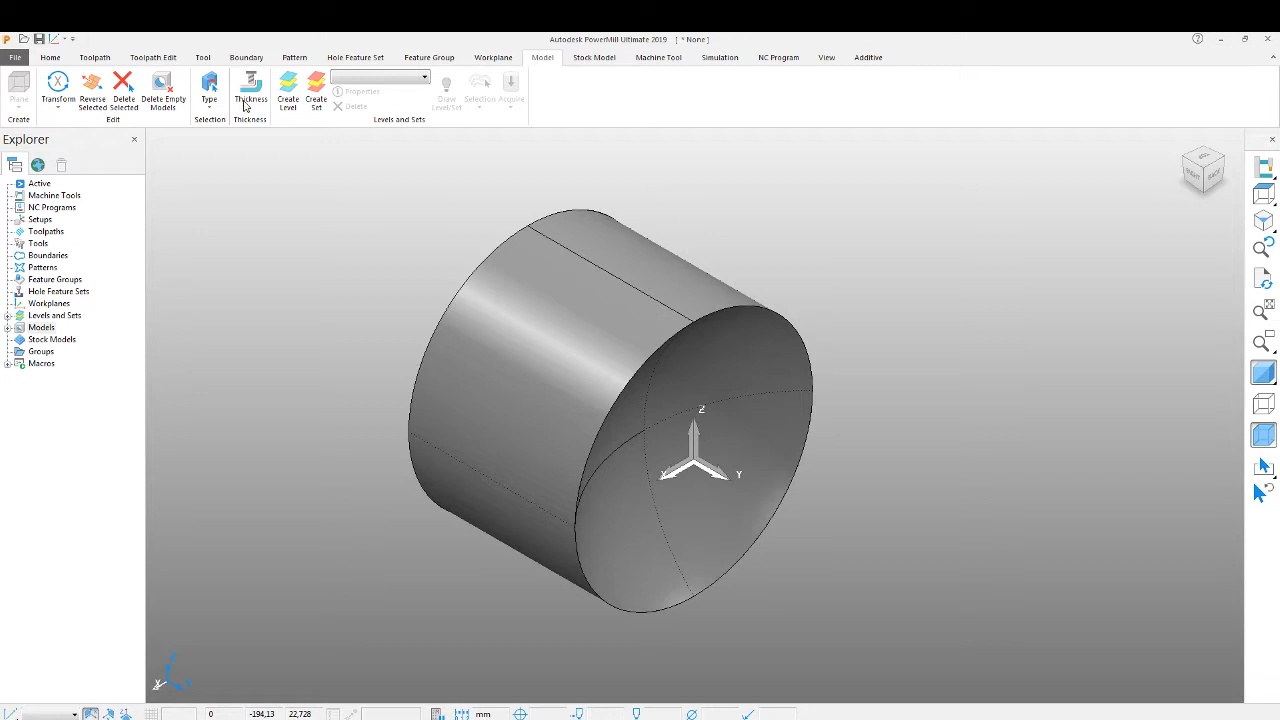 Autodesk PowerMill Ultimate 2019   [ * None ]
File Home Toolpath Toolpath Edit Tool Boundary Pattern Hole Feature Set Feature Group Workplane Model Stock Model Machine Tool Simulation NC Program View Additive
Plane
Transform
Reverse Selected
Delete Selected
Delete Empty Models
Type
Thickness
Create Level
Create Set
Properties
Delete
Draw Level/Set
Selection
Acquire
Create Edit Selection Thickness Levels and Sets
Explorer
Active
Machine Tools
NC Programs
Setups
Toolpaths
Tools
Boundaries
Patterns
Feature Groups
Hole Feature Sets
Workplanes
Levels and Sets
Models
Stock Models
Groups
Macros
RIGHT BACK
Z
X Y
Z
X Y
0 -194,13 22,728 mm